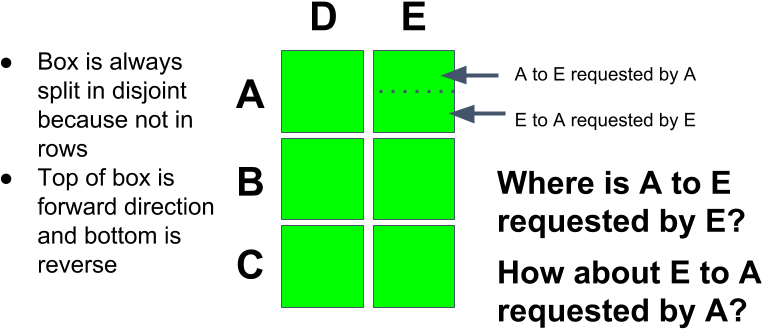 D E
● Box is always
split in disjoint
because not in
rows
● Top of box is
forward direction
and bottom is
reverse
A
B
C
A to E requested by A
E to A requested by E
Where is A to E
requested by E?
How about E to A
requested by A?